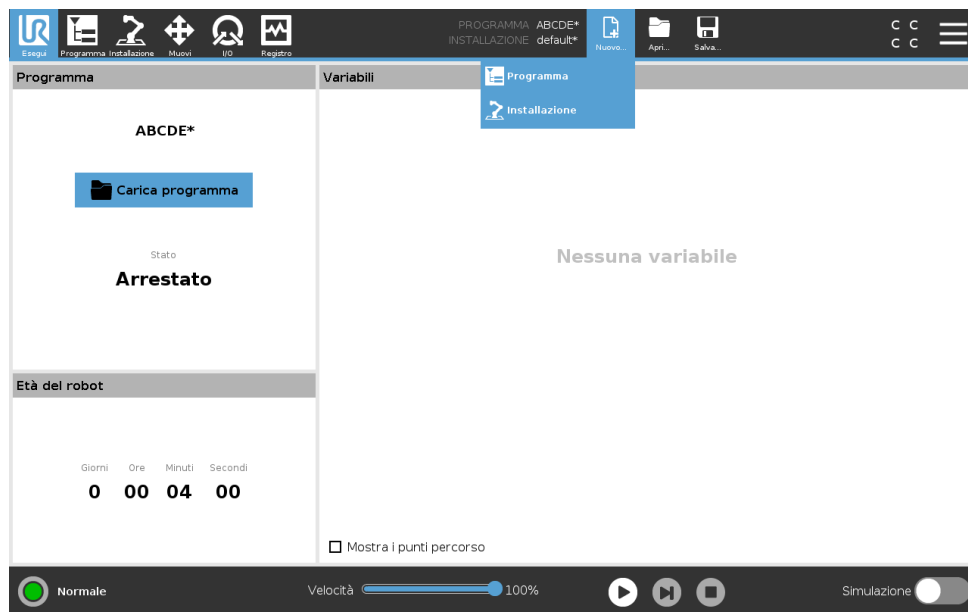 UR
Esegui
Programma
Installazione
Muovi
I/O
Registro
PROGRAMMA ABCDE*
INSTALLAZIONE default*
Nuovo...
Apri...
Salva...
C C
C C
Programma
Installazione
Programma
ABCDE*
Carica programma
Stato
Arrestato
Età del robot
Giorni Ore Minuti Secondi
0 00 04 00
Variabili
Nessuna variabile
Mostra i punti percorso
Normale
Velocità 100%
Simulazione